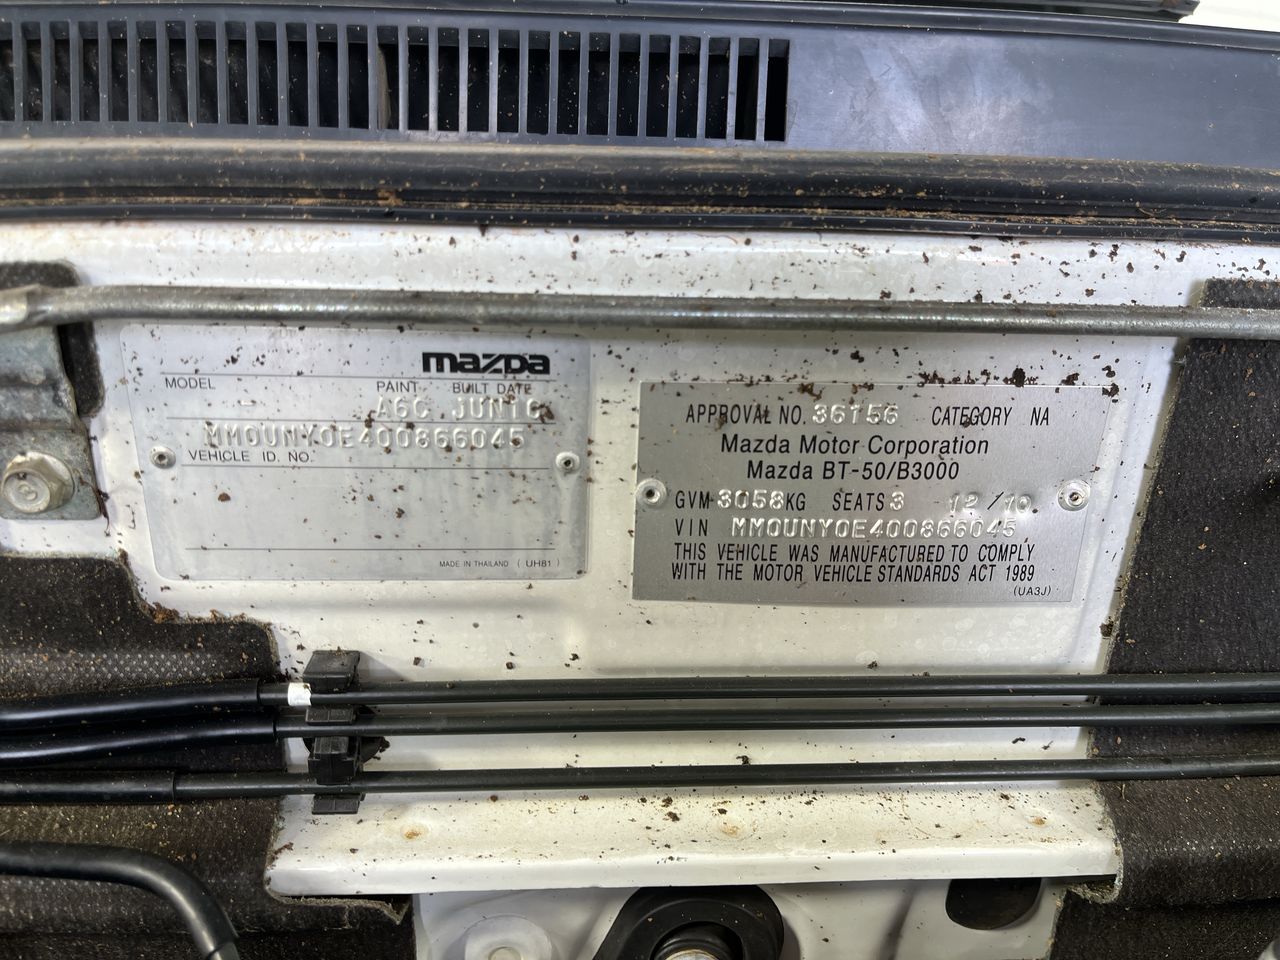 mazda
MODEL PAINT BUILT DATE
- A6C JUN10
MM0UNY0E400866045
VEHICLE ID. NO.
MADE IN THAILAND (UH81)
APPROVAL NO. 36156 CATEGORY NA
Mazda Motor Corporation
Mazda BT-50/B3000
GVM 3058KG SEATS 3 12/10
VIN MM0UNY0E400866045
THIS VEHICLE WAS MANUFACTURED TO COMPLY
WITH THE MOTOR VEHICLE STANDARDS ACT 1989
(UA3J)